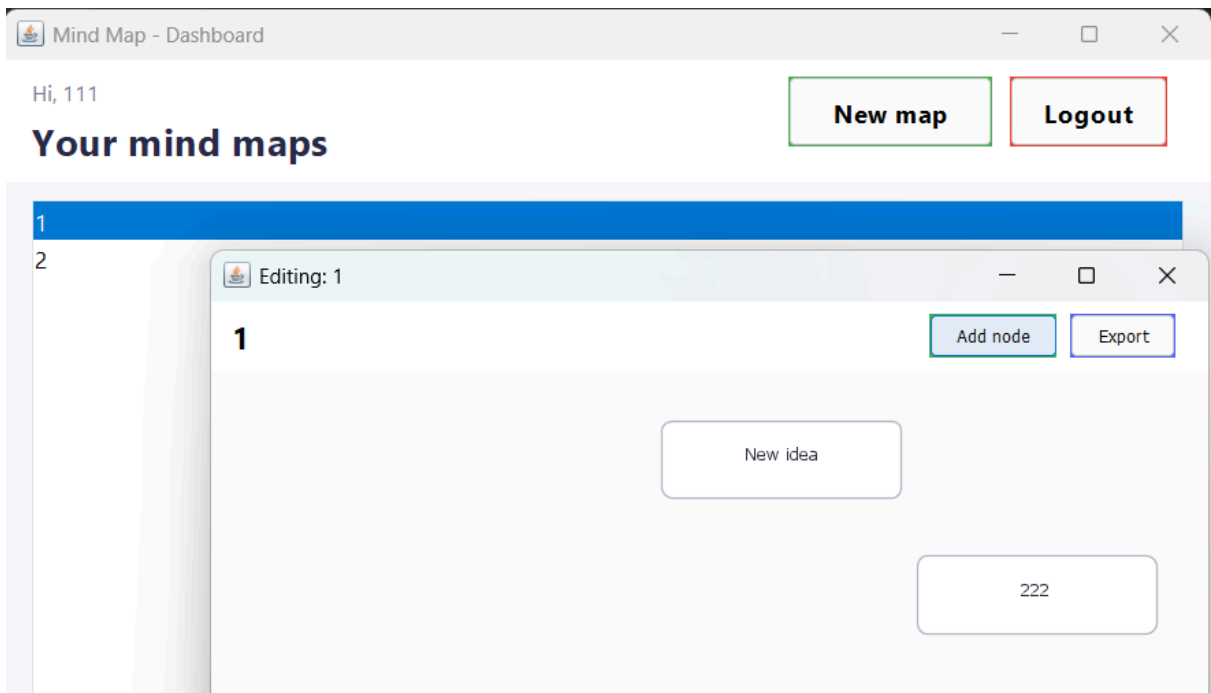 Mind Map - Dashboard
Hi, 111
Your mind maps
New map
Logout
1
2
Editing: 1
1
Add node
Export
New idea
222